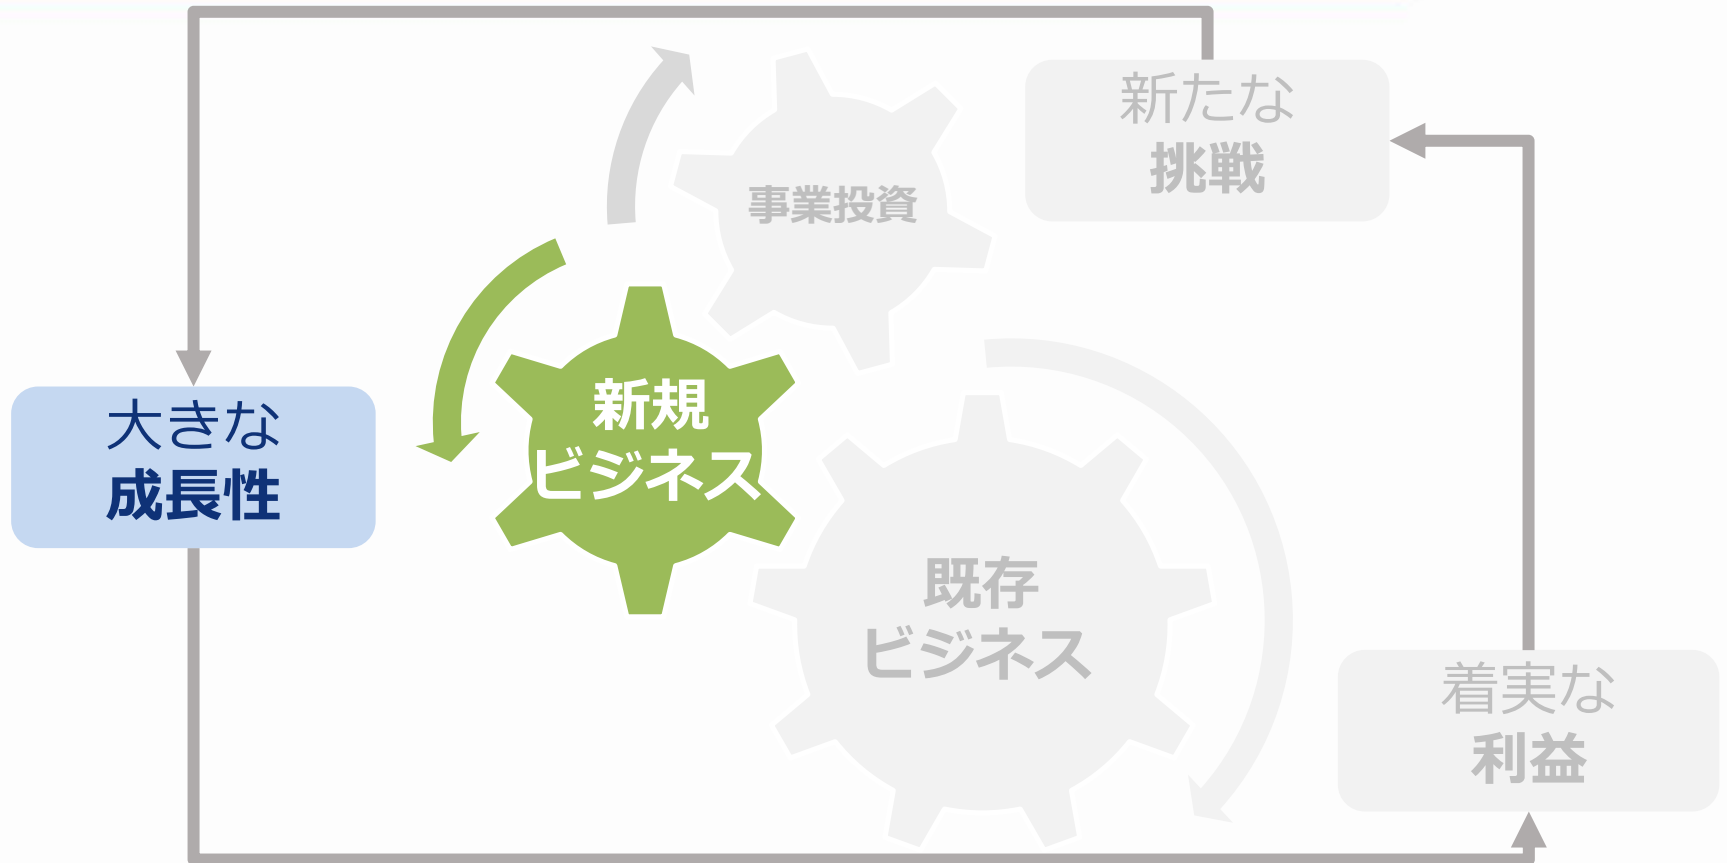 新たな
挑戦
事業投資
新規
ビジネス
大きな
成長性
既存
ビジネス
着実な
利益